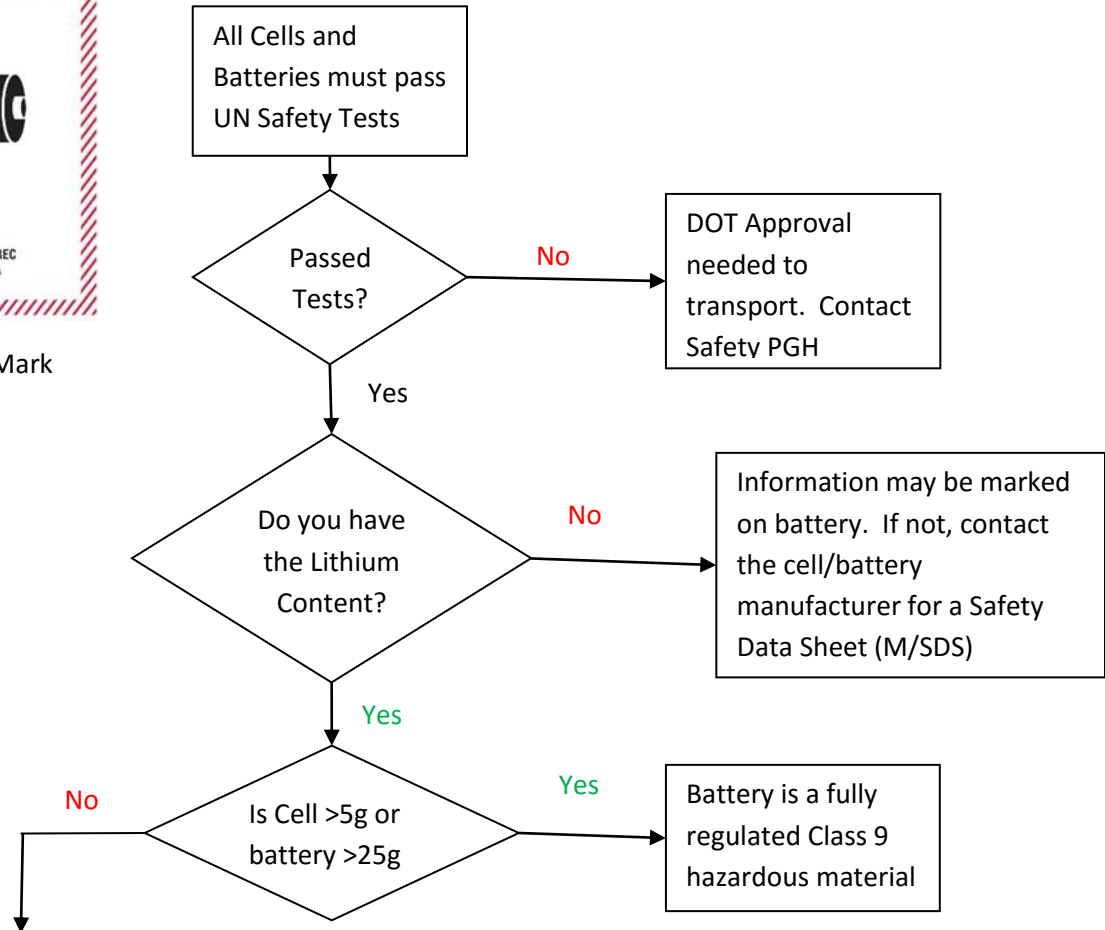 All Cells and
Batteries must pass
UN Safety Tests
Passed
Tests?
No
DOT Approval
needed to
transport. Contact
Safety PGH
Mark
Yes
Do you have
the Lithium
Content?
No
Information may be marked
on battery. If not, contact
the cell/battery
manufacturer for a Safety
Data Sheet (M/SDS)
Yes
No
Is Cell >5g or
battery >25g
Yes
Battery is a fully
regulated Class 9
hazardous material